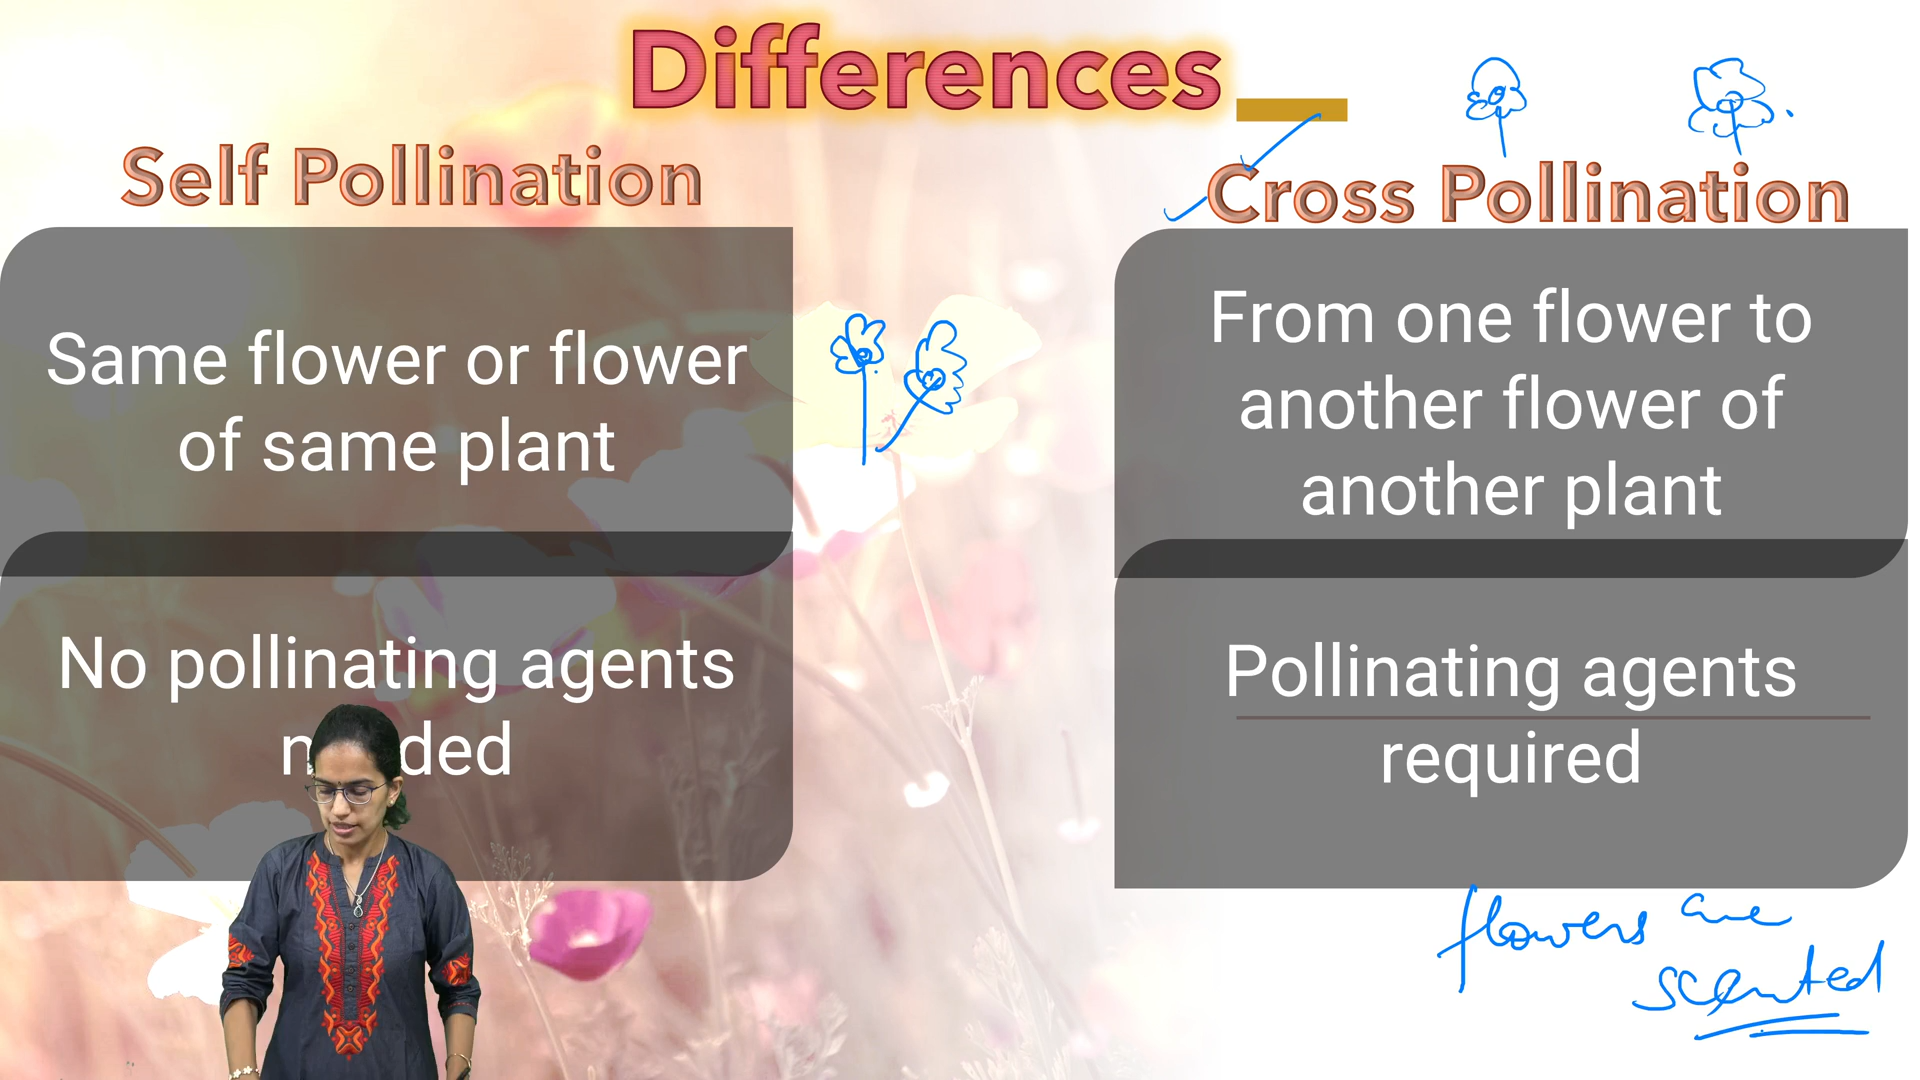 Differences
Self Pollination
Same flower or flower
of same plant
No pollinating agents
Cross Pollination
From one flower to
another flower of
another plant
Pollinating agents
required
flowers are
scented